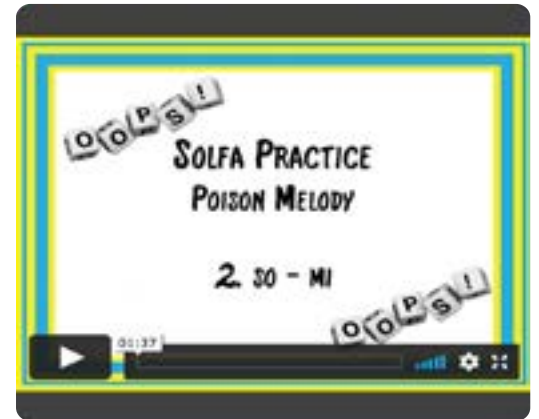 OOPS!
SOLFA PRACTICE
POISON MELODY
2. SO - MI
OOPS!
01:37